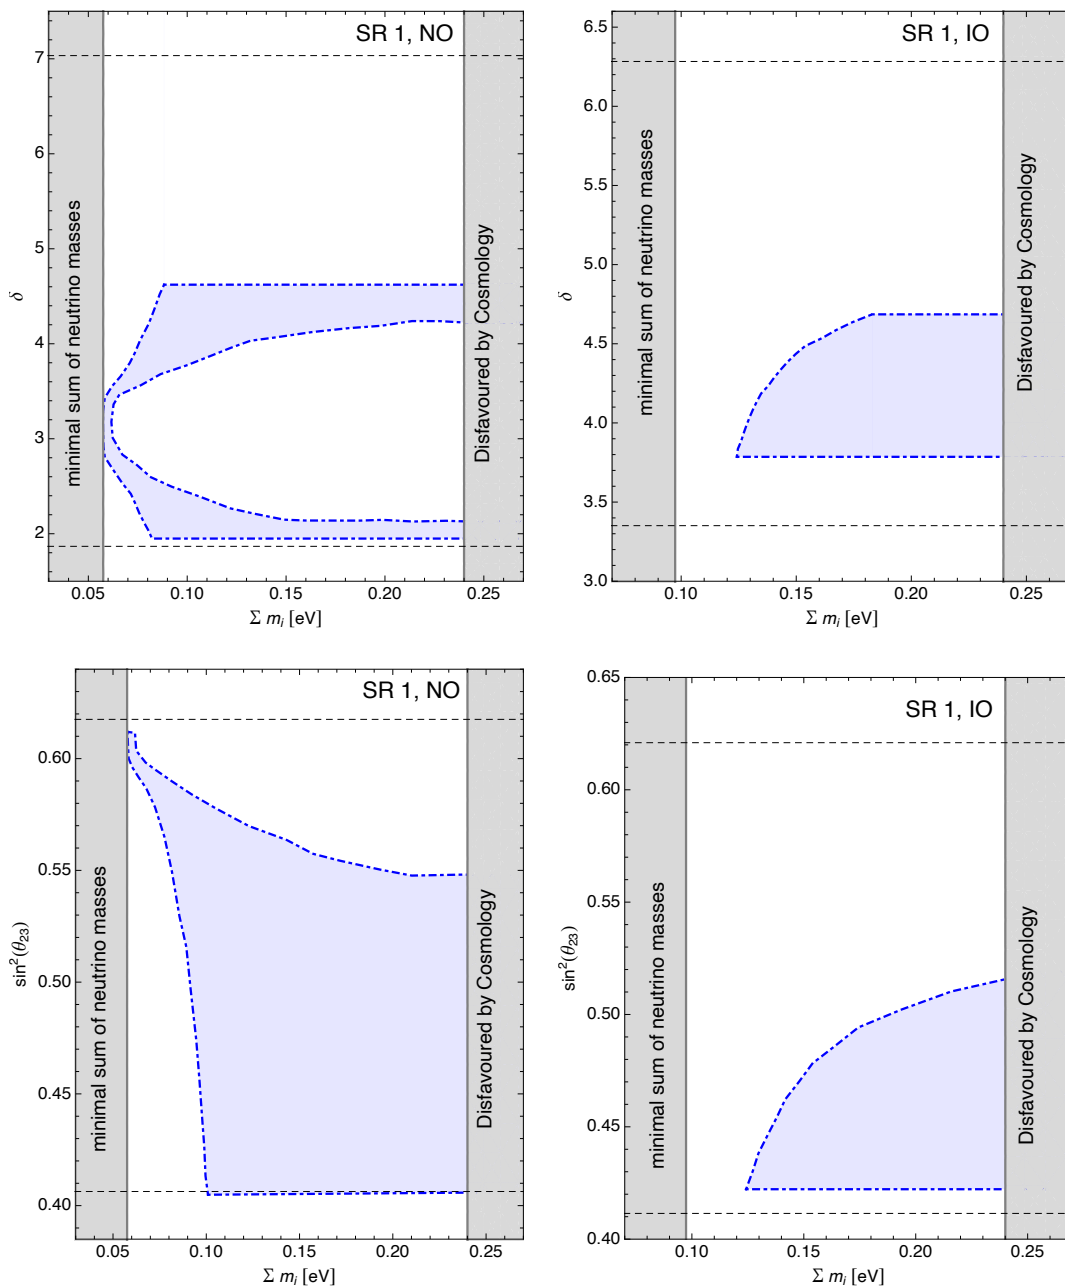 SR 1, NO
7
6
5
4
3
2
δ
minimal sum of neutrino masses
Disfavoured by Cosmology
0.05 0.10 0.15 0.20 0.25
Σ mᵢ [eV]
SR 1, IO
6.5
6.0
5.5
5.0
4.5
4.0
3.5
3.0
δ
minimal sum of neutrino masses
Disfavoured by Cosmology
0.10 0.15 0.20 0.25
Σ mᵢ [eV]
SR 1, NO
0.60
0.55
0.50
0.45
0.40
sin²(θ₂₃)
minimal sum of neutrino masses
Disfavoured by Cosmology
0.05 0.10 0.15 0.20 0.25
Σ mᵢ [eV]
SR 1, IO
0.65
0.60
0.55
0.50
0.45
0.40
sin²(θ₂₃)
minimal sum of neutrino masses
Disfavoured by Cosmology
0.10 0.15 0.20 0.25
Σ mᵢ [eV]